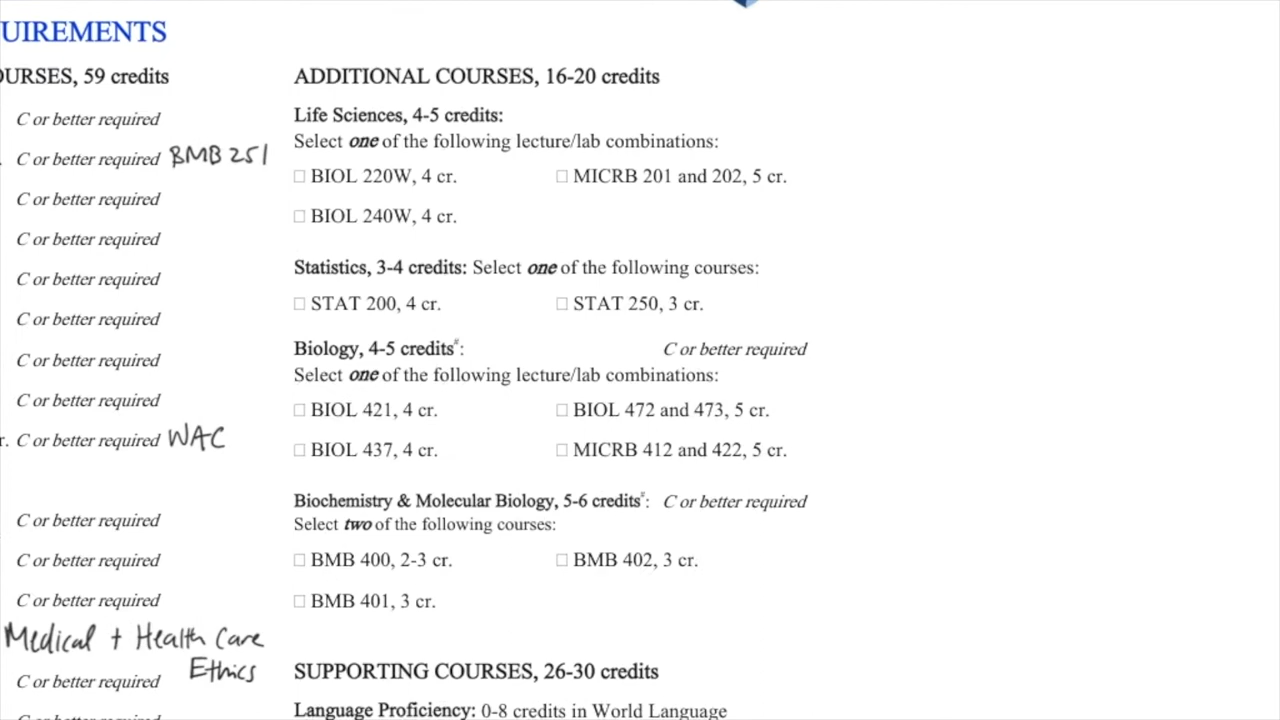 UIREMENTS
OURSES, 59 credits
C or better required
C or better required BMB 251
C or better required
C or better required
C or better required
C or better required
C or better required
C or better required
r. C or better required WAC
C or better required
C or better required
C or better required
Medical + Health Care
Ethics
C or better required
ADDITIONAL COURSES, 16-20 credits
Life Sciences, 4-5 credits:
Select one of the following lecture/lab combinations:
□ BIOL 220W, 4 cr. □ MICRB 201 and 202, 5 cr.
□ BIOL 240W, 4 cr.
Statistics, 3-4 credits: Select one of the following courses:
□ STAT 200, 4 cr. □ STAT 250, 3 cr.
Biology, 4-5 credits#: C or better required
Select one of the following lecture/lab combinations:
□ BIOL 421, 4 cr. □ BIOL 472 and 473, 5 cr.
□ BIOL 437, 4 cr. □ MICRB 412 and 422, 5 cr.
Biochemistry & Molecular Biology, 5-6 credits#: C or better required
Select two of the following courses:
□ BMB 400, 2-3 cr. □ BMB 402, 3 cr.
□ BMB 401, 3 cr.
SUPPORTING COURSES, 26-30 credits
Language Proficiency: 0-8 credits in World Language